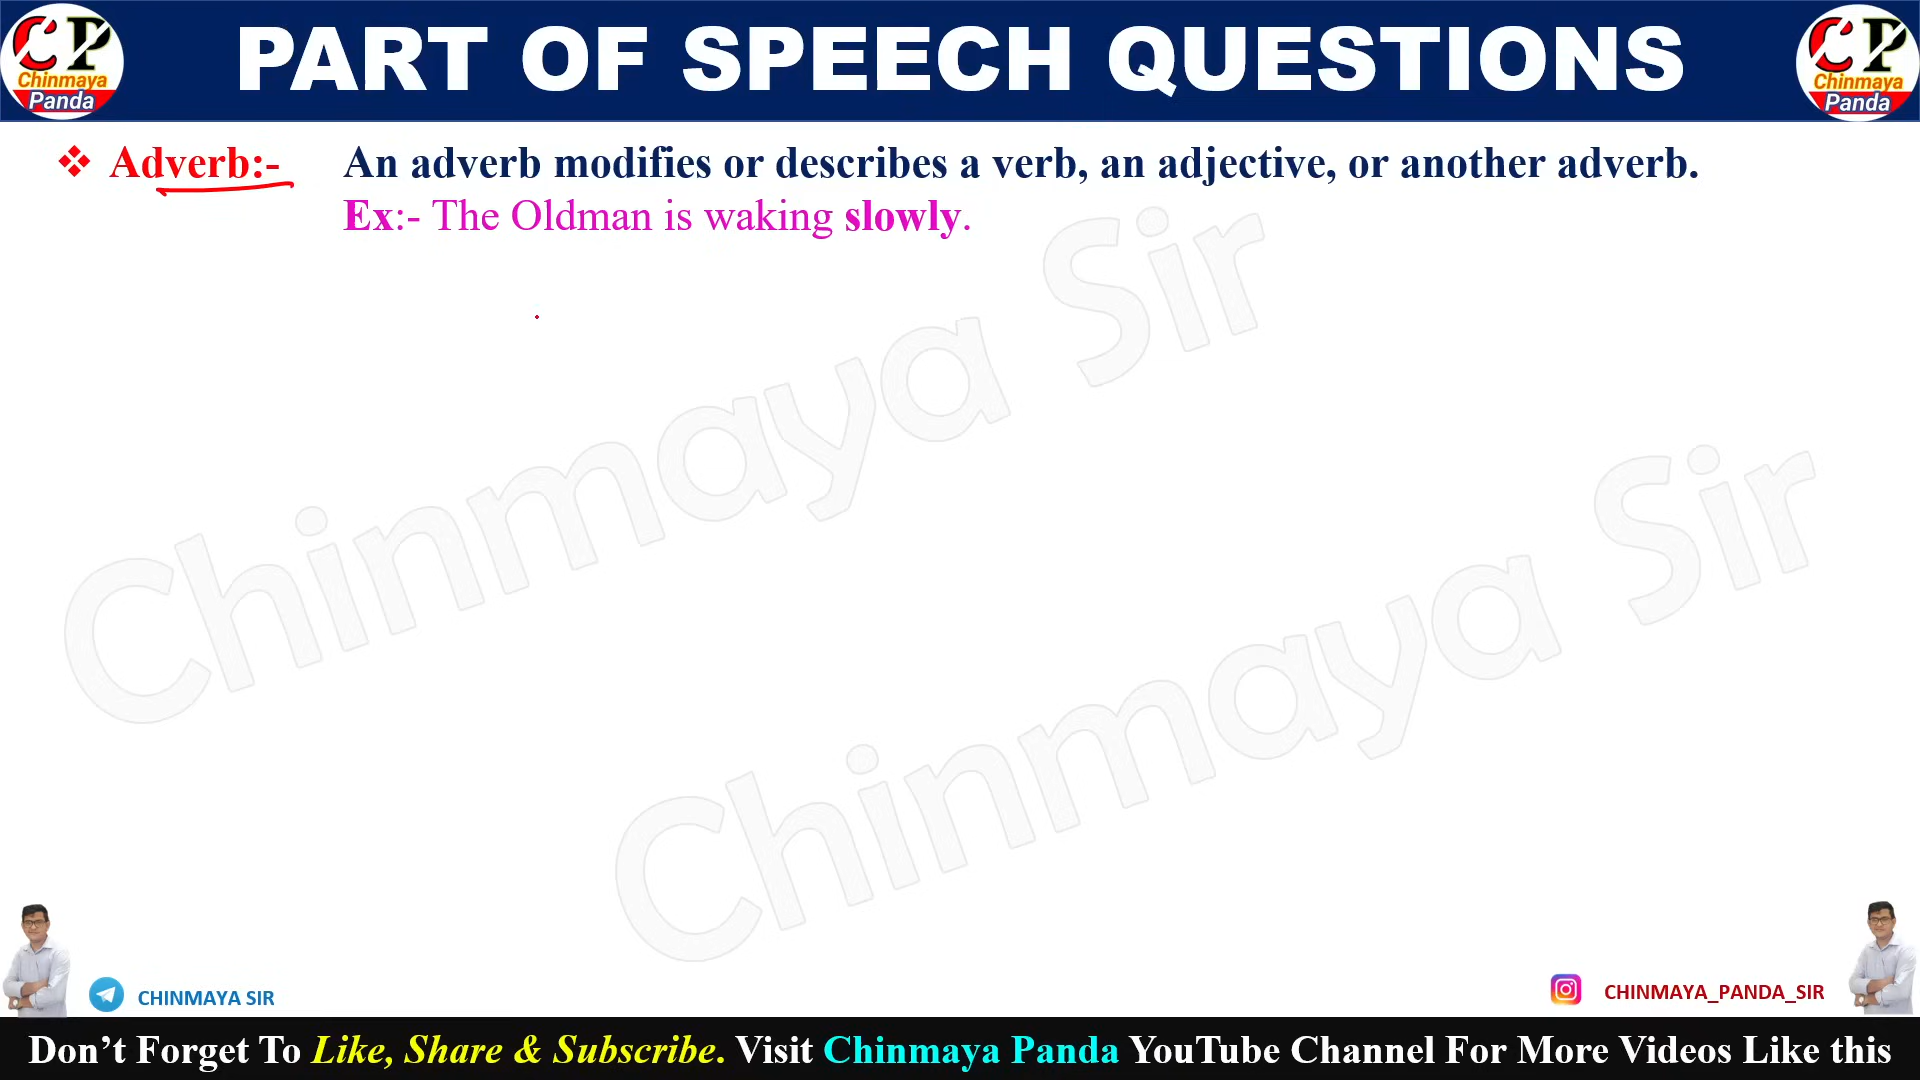 CP
Chinmaya
Panda
PART OF SPEECH QUESTIONS
CP
Chinmaya
Panda
❖ Adverb:- An adverb modifies or describes a verb, an adjective, or another adverb.
Ex:- The Oldman is waking slowly.
Chinmaya Sir
Chinmaya Sir
CHINMAYA SIR
CHINMAYA_PANDA_SIR
Don’t Forget To Like, Share & Subscribe. Visit Chinmaya Panda YouTube Channel For More Videos Like this